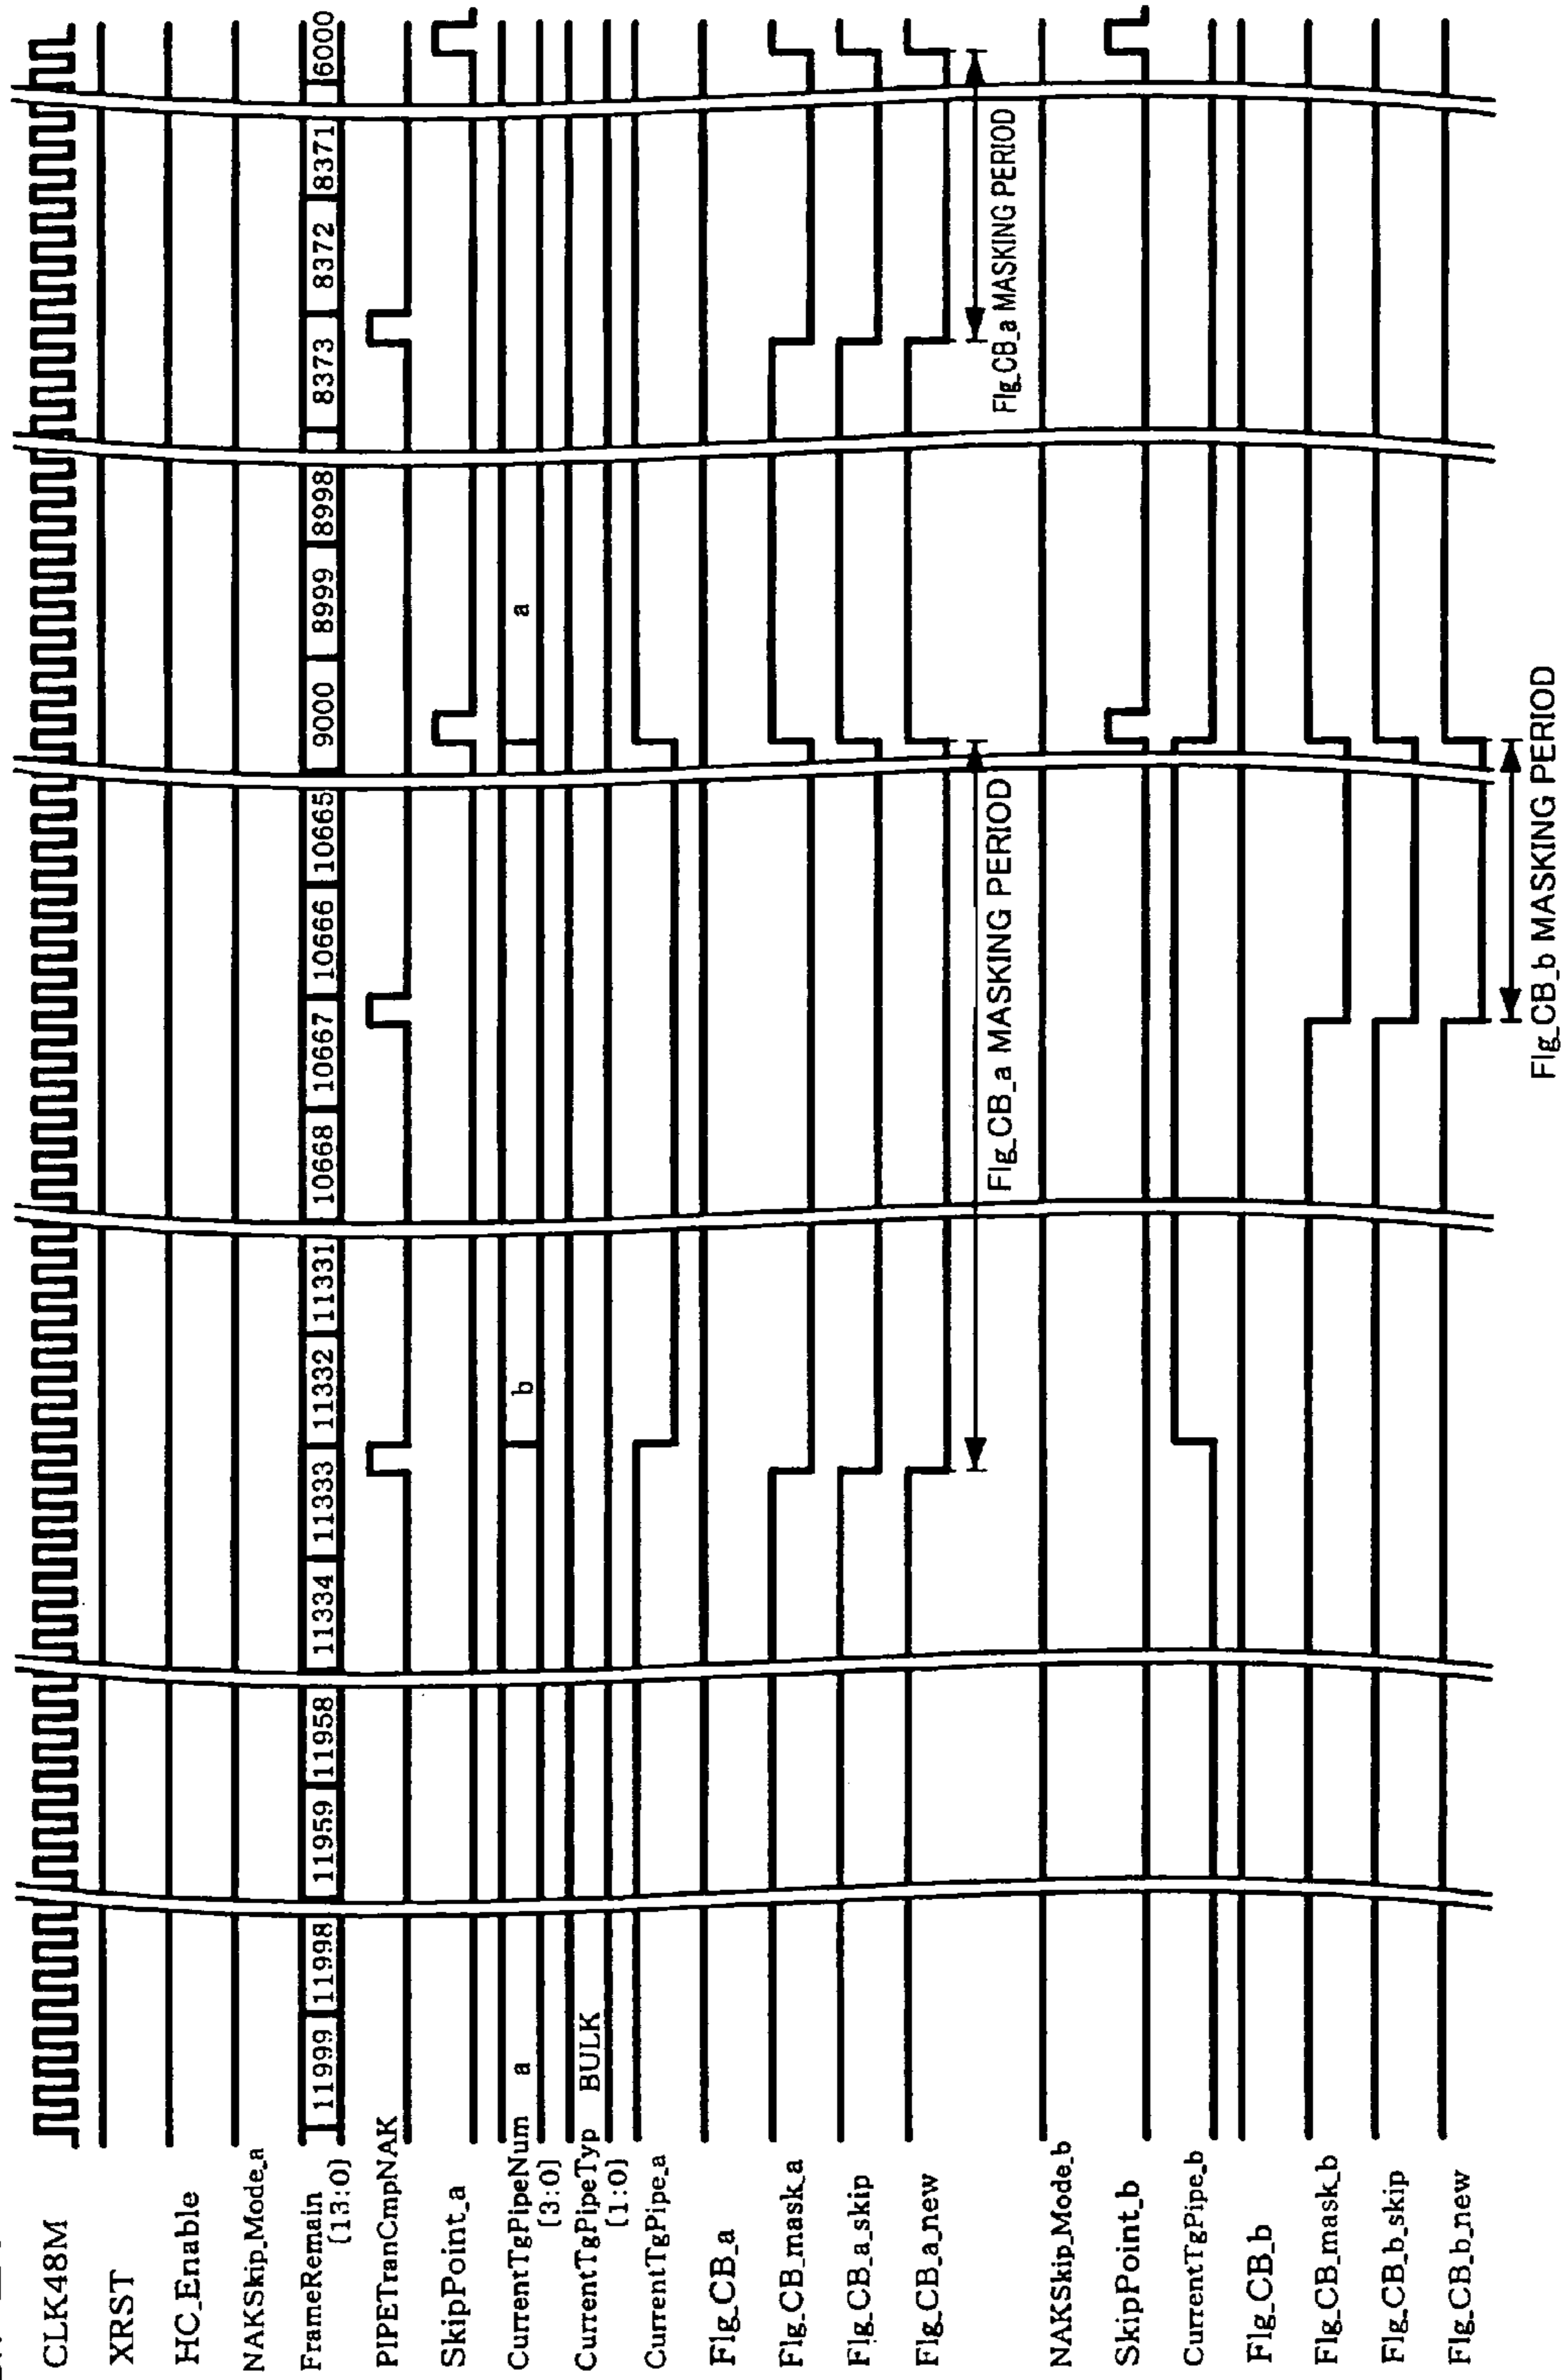 CLK48M
XRST
HC_Enable
NAKSkip_Mode_a
FrameRemain
[13:0]
11999 11998 11959 11958 11334 11333 11332 11331 10668 10667 10666 10665 9000 8999 8998 8373 8372 8371 6000
PIPETranCmpNAK
SkipPoint_a
CurrentTgPipeNum
[3:0]
a b a
CurrentTgPipeTyp
[1:0]
BULK
CurrentTgPipe_a
Flg_CB_a
Flg_CB_mask_a
Flg_CB_a_skip
Flg_CB_a_new
Flg_CB_a MASKING PERIOD
Flg_CB_a MASKING PERIOD
NAKSkip_Mode_b
SkipPoint_b
CurrentTgPipe_b
Flg_CB_b
Flg_CB_mask_b
Flg_CB_b_skip
Flg_CB_b_new
Flg_CB_b MASKING PERIOD